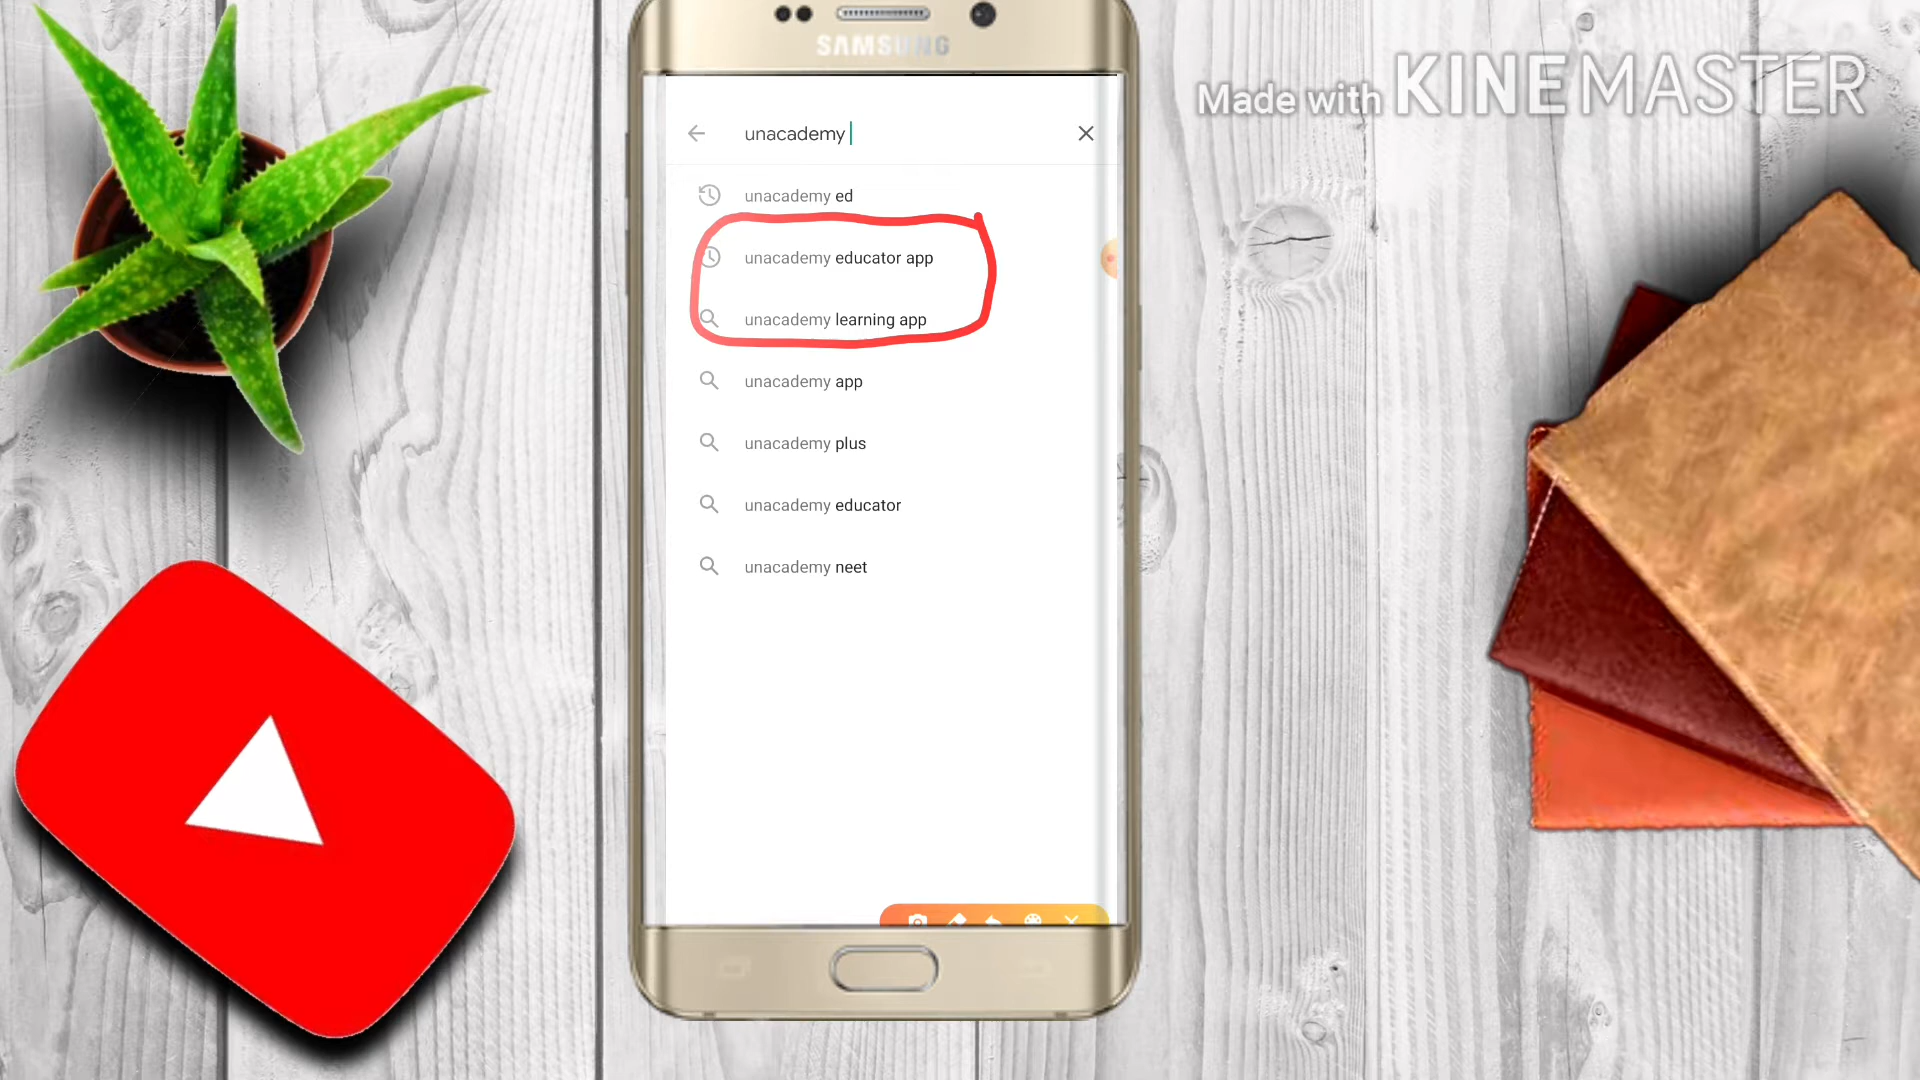 SAMSUNG
Made with KINEMASTER
unacademy
unacademy ed
unacademy educator app
unacademy learning app
unacademy app
unacademy plus
unacademy educator
unacademy neet